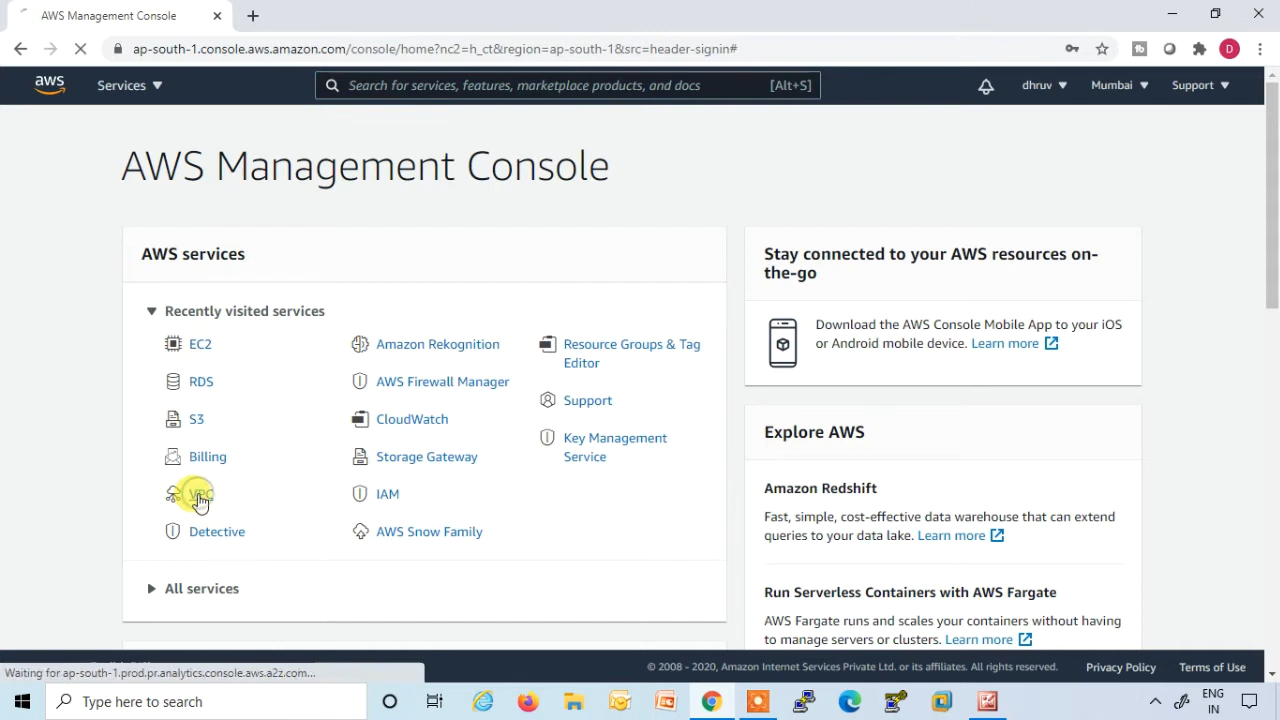 AWS Management Console
ap-south-1.console.aws.amazon.com/console/home?nc2=h_ct&region=ap-south-1&src=header-signin#
D
aws
Services
Search for services, features, marketplace products, and docs
[Alt+S]
dhruv
Mumbai
Support
AWS Management Console
AWS services
Recently visited services
EC2
RDS
S3
Billing
VPC
Detective
Amazon Rekognition
AWS Firewall Manager
CloudWatch
Storage Gateway
IAM
AWS Snow Family
Resource Groups & Tag
Editor
Support
Key Management
Service
All services
Stay connected to your AWS resources on-
the-go
Download the AWS Console Mobile App to your iOS
or Android mobile device. Learn more
Explore AWS
Amazon Redshift
Fast, simple, cost-effective data warehouse that can extend
queries to your data lake. Learn more
Run Serverless Containers with AWS Fargate
AWS Fargate runs and scales your containers without having
to manage servers or clusters. Learn more
Waiting for ap-south-1.prod.pr.analytics.console.aws.a2z.com...
© 2008 - 2020, Amazon Internet Services Private Ltd. or its affiliates. All rights reserved.
Privacy Policy
Terms of Use
Type here to search
ENG
IN